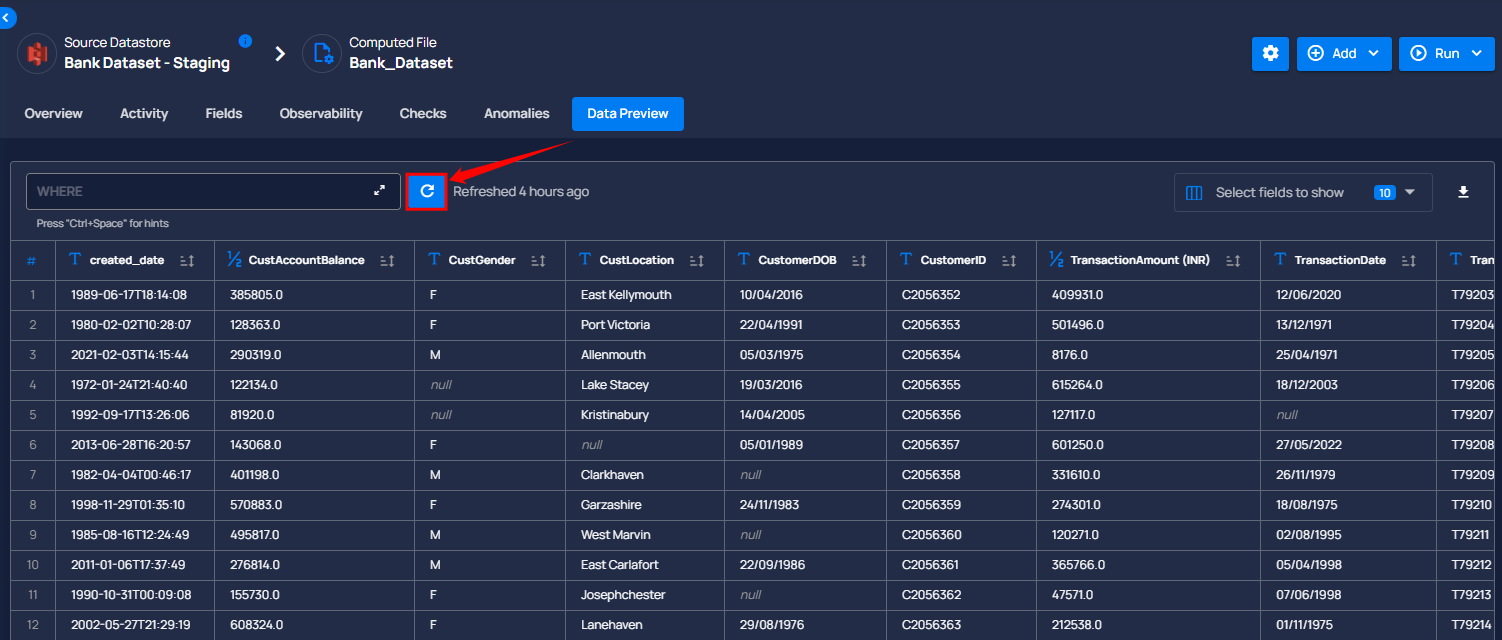 Source Datastore
Bank Dataset - Staging
Computed File
Bank_Dataset
Add
Run
Overview Activity Fields Observability Checks Anomalies Data Preview
WHERE
Refreshed 4 hours ago
Select fields to show 10
Press "Ctrl+Space" for hints
# created_date ½ CustAccountBalance CustGender CustLocation CustomerDOB CustomerID ½ TransactionAmount (INR) TransactionDate Tran
1 1989-06-17T18:14:08 385805.0 F East Kellymouth 10/04/2016 C2056352 409931.0 12/06/2020 T79203
2 1980-02-02T10:28:07 128363.0 F Port Victoria 22/04/1991 C2056353 501496.0 13/12/1971 T79204
3 2021-02-03T14:15:44 290319.0 M Allenmouth 05/03/1975 C2056354 8176.0 25/04/1971 T79205
4 1972-01-24T21:40:40 122134.0 null Lake Stacey 19/03/2016 C2056355 615264.0 18/12/2003 T79206
5 1992-09-17T13:26:06 81920.0 null Kristinabury 14/04/2005 C2056356 127117.0 null T79207
6 2013-06-28T16:20:57 143068.0 F null 05/01/1989 C2056357 601250.0 27/05/2022 T79208
7 1982-04-04T00:46:17 401198.0 M Clarkhaven null C2056358 331610.0 26/11/1979 T79209
8 1998-11-29T01:35:10 570883.0 F Garzashire 24/11/1983 C2056359 274301.0 18/08/1975 T79210
9 1985-08-16T12:24:49 495817.0 M West Marvin null C2056360 120271.0 02/08/1995 T79211
10 2011-01-06T17:37:49 276814.0 M East Carlafort 22/09/1986 C2056361 365766.0 05/04/1998 T79212
11 1990-10-31T00:09:08 155730.0 F Josephchester null C2056362 47571.0 07/06/1998 T79213
12 2002-05-27T21:29:19 608324.0 F Lanehaven 29/08/1976 C2056363 212538.0 01/11/1975 T79214